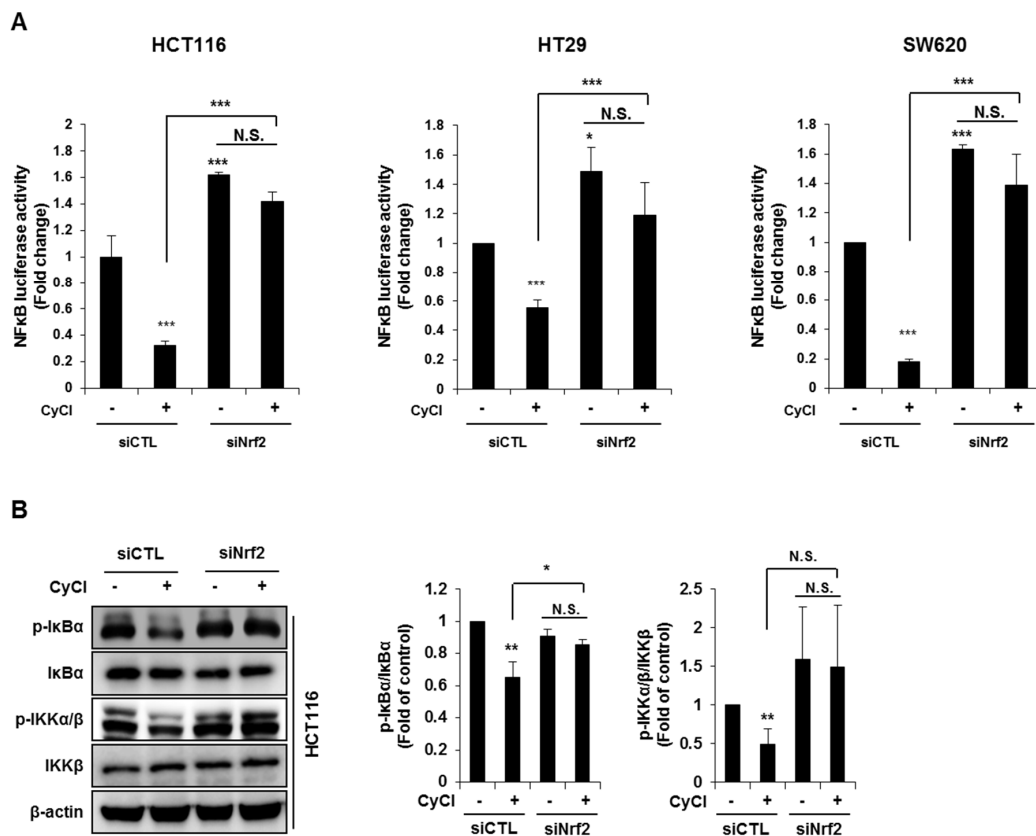 A
HCT116
HT29
SW620
NFκB luciferase activity
(Fold change)
2
1.8
1.6
1.4
1.2
1
0.8
0.6
0.4
0.2
0
***
***
***
N.S.
CyCl - + - +
siCTL siNrf2
NFκB luciferase activity
(Fold change)
1.8
1.6
1.4
1.2
1
0.8
0.6
0.4
0.2
0
***
*
***
N.S.
CyCl - + - +
siCTL siNrf2
NFκB luciferase activity
(Fold change)
1.8
1.6
1.4
1.2
1
0.8
0.6
0.4
0.2
0
***
***
***
N.S.
CyCl - + - +
siCTL siNrf2
B
siCTL siNrf2
CyCl - + - +
p-IκBα
IκBα
p-IKKα/β
IKKβ
β-actin
HCT116
p-IκBα/IκBα
(Fold of control)
1.2
1
0.8
0.6
0.4
0.2
0
**
*
N.S.
CyCl - + - +
siCTL siNrf2
p-IKKα/β/IKKβ
(Fold of control)
2.5
2
1.5
1
0.5
0
**
N.S.
N.S.
CyCl - + - +
siCTL siNrf2